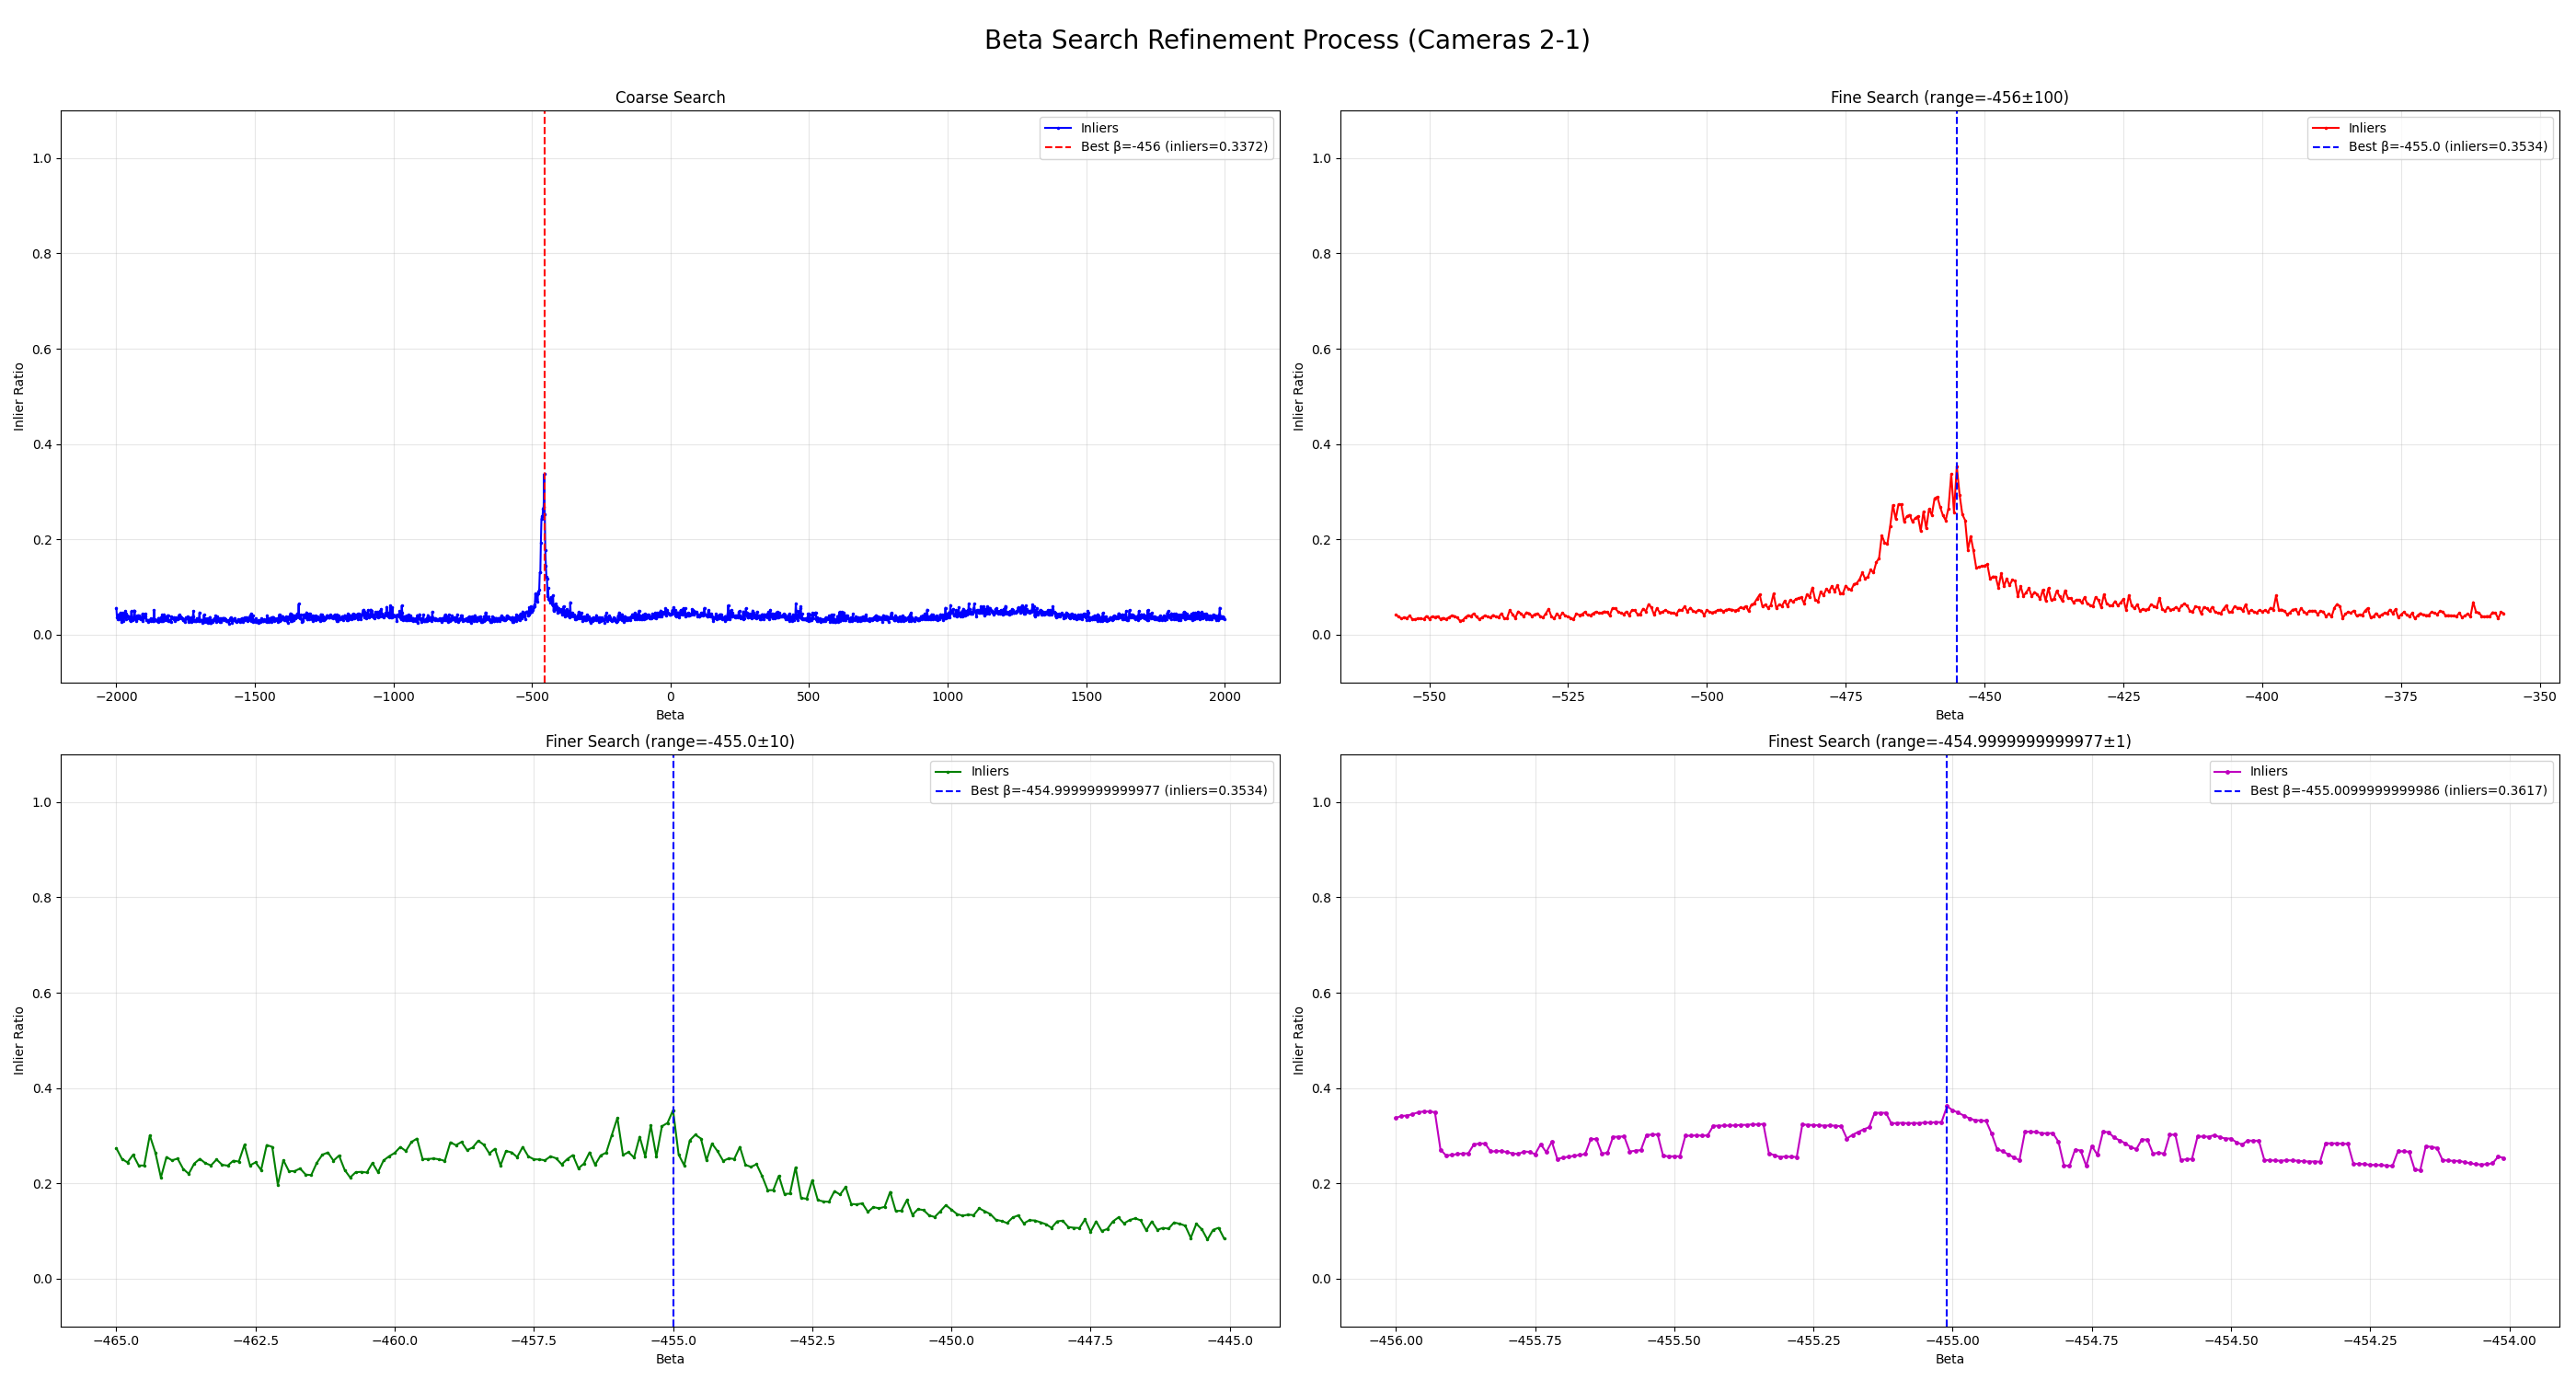 Beta Search Refinement Process (Cameras 2-1)
Coarse Search
Inliers
Best β=-456 (inliers=0.3372)
1.0
0.8
0.6
0.4
0.2
0.0
Inlier Ratio
−2000 −1500 −1000 −500 0 500 1000 1500 2000
Beta
Fine Search (range=-456±100)
Inliers
Best β=-455.0 (inliers=0.3534)
1.0
0.8
0.6
0.4
0.2
0.0
Inlier Ratio
−550 −525 −500 −475 −450 −425 −400 −375 −350
Beta
Finer Search (range=-455.0±10)
Inliers
Best β=-454.9999999999977 (inliers=0.3534)
1.0
0.8
0.6
0.4
0.2
0.0
Inlier Ratio
−465.0 −462.5 −460.0 −457.5 −455.0 −452.5 −450.0 −447.5 −445.0
Beta
Finest Search (range=-454.9999999999977±1)
Inliers
Best β=-455.0099999999986 (inliers=0.3617)
1.0
0.8
0.6
0.4
0.2
0.0
Inlier Ratio
−456.00 −455.75 −455.50 −455.25 −455.00 −454.75 −454.50 −454.25 −454.00
Beta